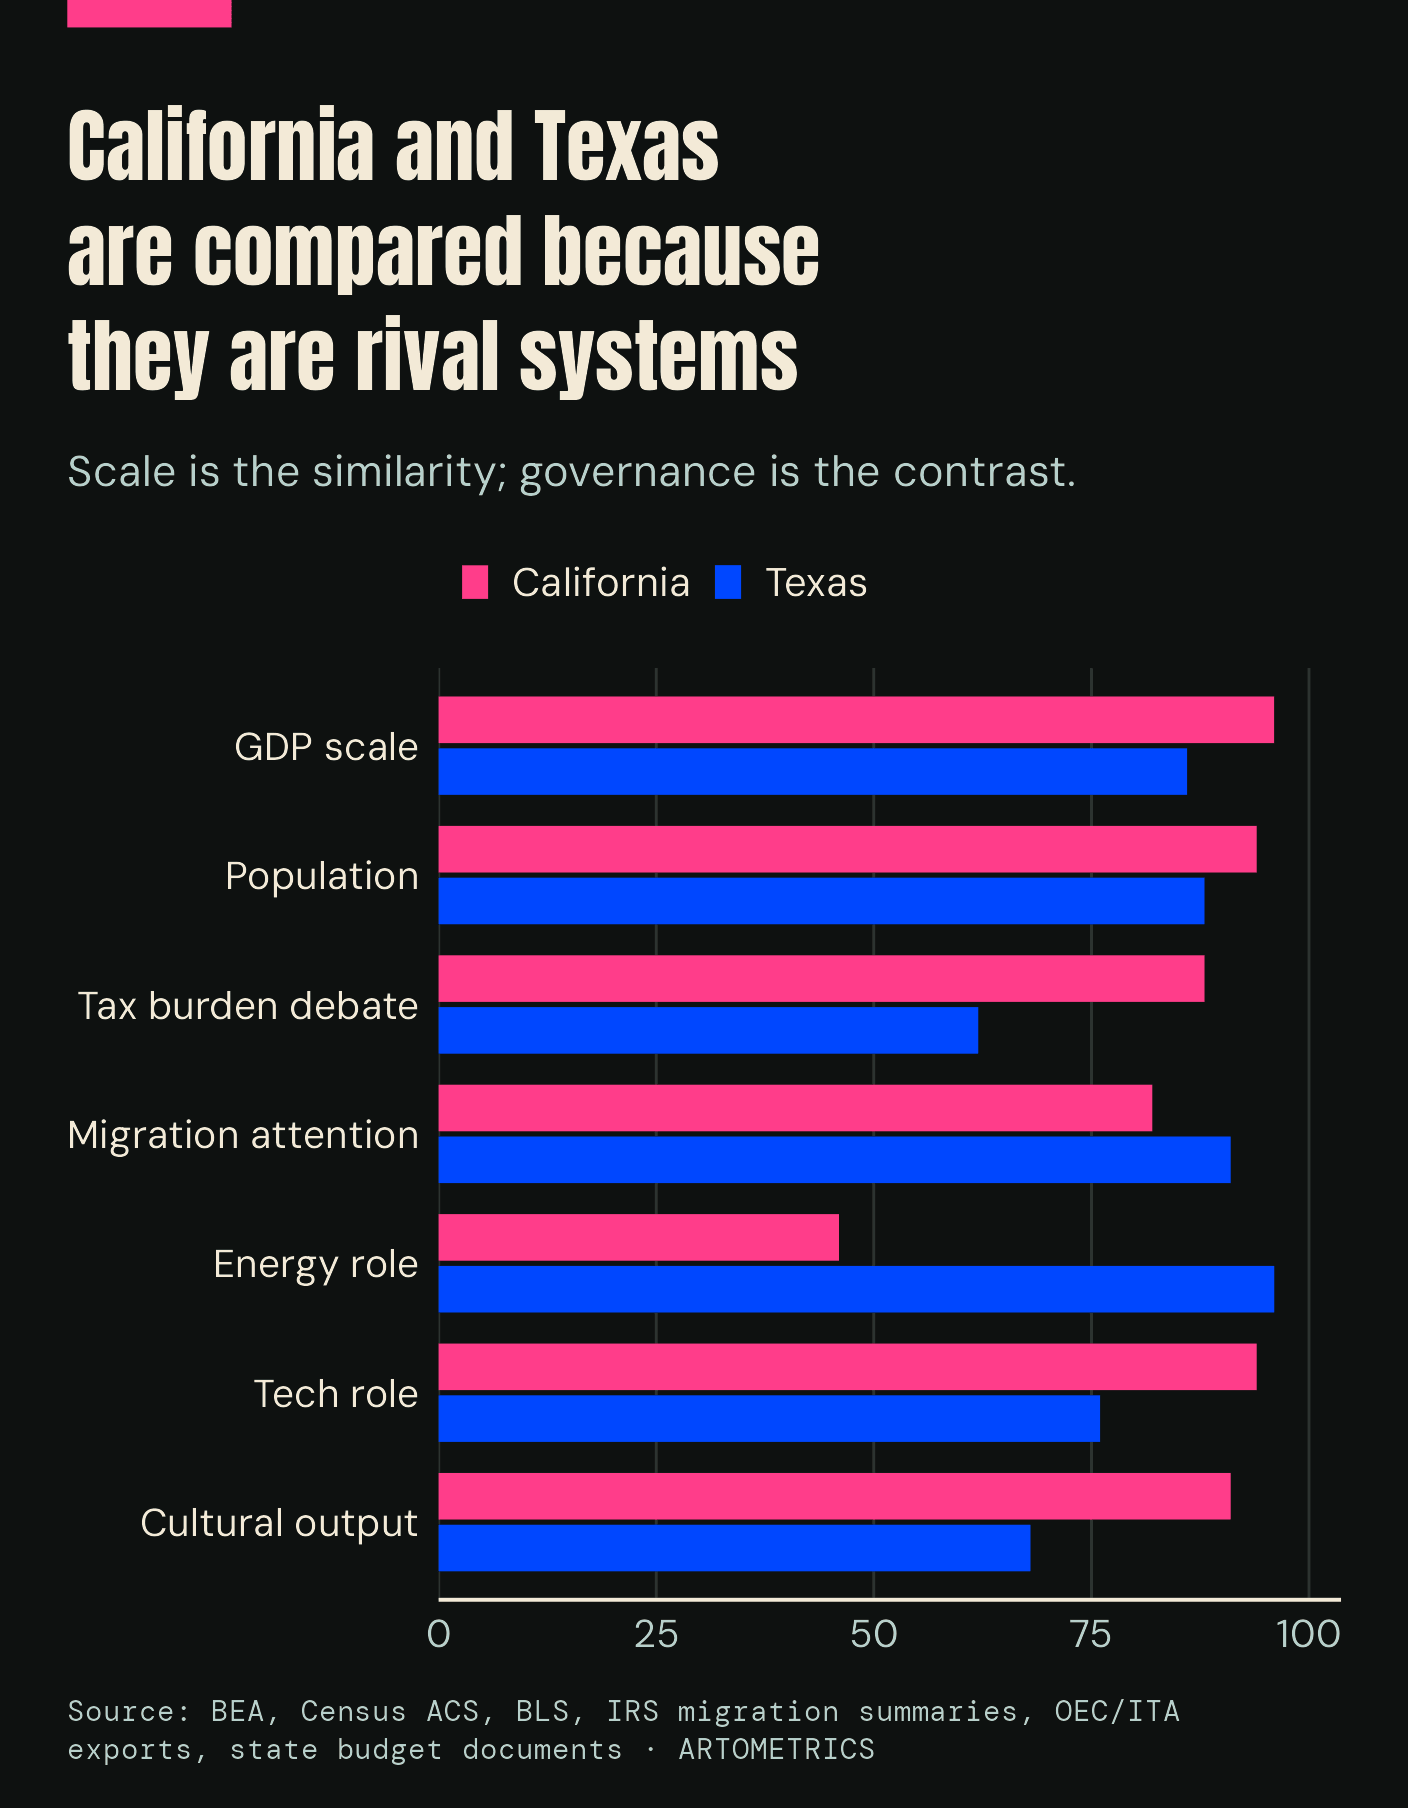 California and Texas
are compared because
they are rival systems
Scale is the similarity; governance is the contrast.
California Texas
GDP scale
Population
Tax burden debate
Migration attention
Energy role
Tech role
Cultural output
0 25 50 75 100
Source: BEA, Census ACS, BLS, IRS migration summaries, OEC/ITA
exports, state budget documents · ARTOMETRICS